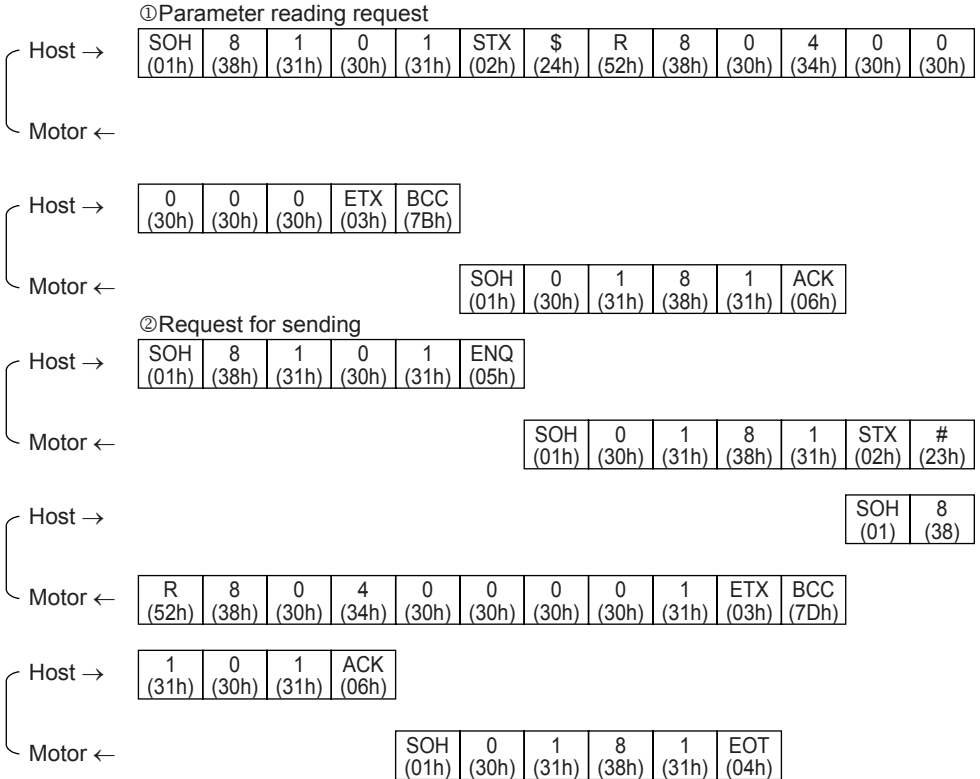 ①Parameter reading request
Host → SOH 8 1 0 1 STX $ R 8 0 4 0 0
(01h) (38h) (31h) (30h) (31h) (02h) (24h) (52h) (38h) (30h) (34h) (30h) (30h)
Motor ←
Host → 0 0 0 ETX BCC
(30h) (30h) (30h) (03h) (7Bh)
Motor ← SOH 0 1 8 1 ACK
(01h) (30h) (31h) (38h) (31h) (06h)
②Request for sending
Host → SOH 8 1 0 1 ENQ
(01h) (38h) (31h) (30h) (31h) (05h)
Motor ← SOH 0 1 8 1 STX #
(01h) (30h) (31h) (38h) (31h) (02h) (23h)
Host → SOH 8
(01) (38)
Motor ← R 8 0 4 0 0 0 0 1 ETX BCC
(52h) (38h) (30h) (34h) (30h) (30h) (30h) (30h) (31h) (03h) (7Dh)
Host → 1 0 1 ACK
(31h) (30h) (31h) (06h)
Motor ← SOH 0 1 8 1 EOT
(01h) (30h) (31h) (38h) (31h) (04h)